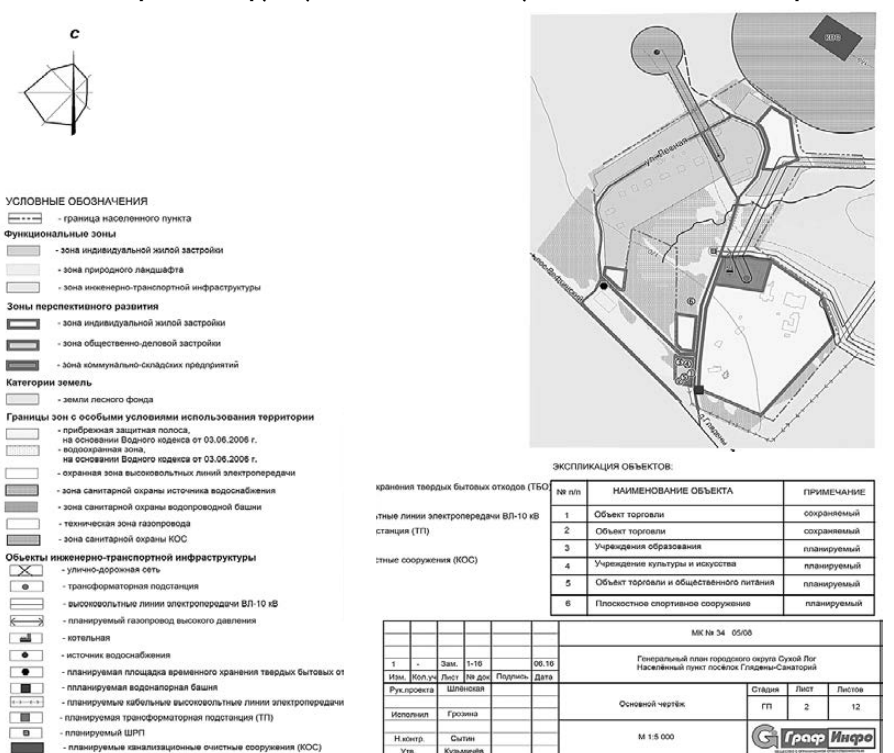 с
КОС
ул. Речная
УСЛОВНЫЕ ОБОЗНАЧЕНИЯ
- граница населенного пункта
Функциональные зоны
- зона индивидуальной жилой застройки
- зона природного ландшафта
- зона инженерно-транспортной инфраструктуры
Зоны перспективного развития
- зона индивидуальной жилой застройки
- зона общественно-деловой застройки
- зона коммунально-складских предприятий
Категории земель
- земли лесного фонда
Границы зон с особыми условиями использования территории
- прибрежная защитная полоса,
на основании Водного кодекса от 03.06.2006 г.
- водоохранная зона,
на основании Водного кодекса от 03.06.2006 г.
- охранная зона высоковольтных линий электропередачи
- зона санитарной охраны источника водоснабжения
- зона санитарной охраны водопроводной башни
- техническая зона газопровода
- зона санитарной охраны КОС
Объекты инженерно-транспортной инфраструктуры
- улично-дорожная сеть
- трансформаторная подстанция
- высоковольтные линии электропередачи ВЛ-10 кВ
- планируемый газопровод высокого давления
- котельная
- источник водоснабжения
- планируемая площадка временного хранения твердых бытовых от
- ппланируемая водонапорная башня
- планируемые кабельные высоковольтные линии электропередачи
- планируемая трансформаторная подстанция (ТП)
- планируемый ШРП
- планируемые канализационные очистные сооружения (КОС)
хранения твердых бытовых отходов (ТБО)
тные линии электропередачи ВЛ-10 кВ
станция (ТП)
стные сооружения (КОС)
ЭКСПЛИКАЦИЯ ОБЪЕКТОВ:
№ п/п НАИМЕНОВАНИЕ ОБЪЕКТА ПРИМЕЧАНИЕ
1 Объект торговли сохраняемый
2 Объект торговли сохраняемый
3 Учреждения образования планируемый
4 Учреждение культуры и искусства планируемый
5 Объект торговли и общественного питания планируемый
6 Плоскостное спортивное сооружение планируемый
МК № 34 05/08
1 - Зам. 1-16 06.16
Изм. Кол.уч Лист № док Подпись Дата
Генеральный план городского округа Сухой Лог
Населённый пункт посёлок Глядены-Санаторий
Рук.проекта Шленская
Исполнил Грозина
Н.контр. Сытин
Утв. Кузьмичёв
Основной чертёж
Стадия Лист Листов
ГП 2 12
М 1:5 000
Граф Инфо